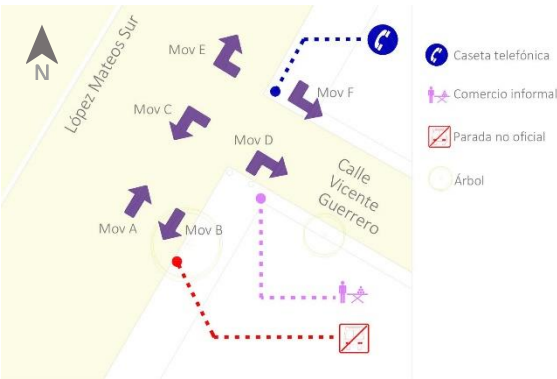 Mov E
López Mateos Sur
N
Mov F
Mov C
Mov D
Calle
Vicente
Guerrero
Mov A
Mov B
Caseta telefónica
Comercio informal
Parada no oficial
Árbol